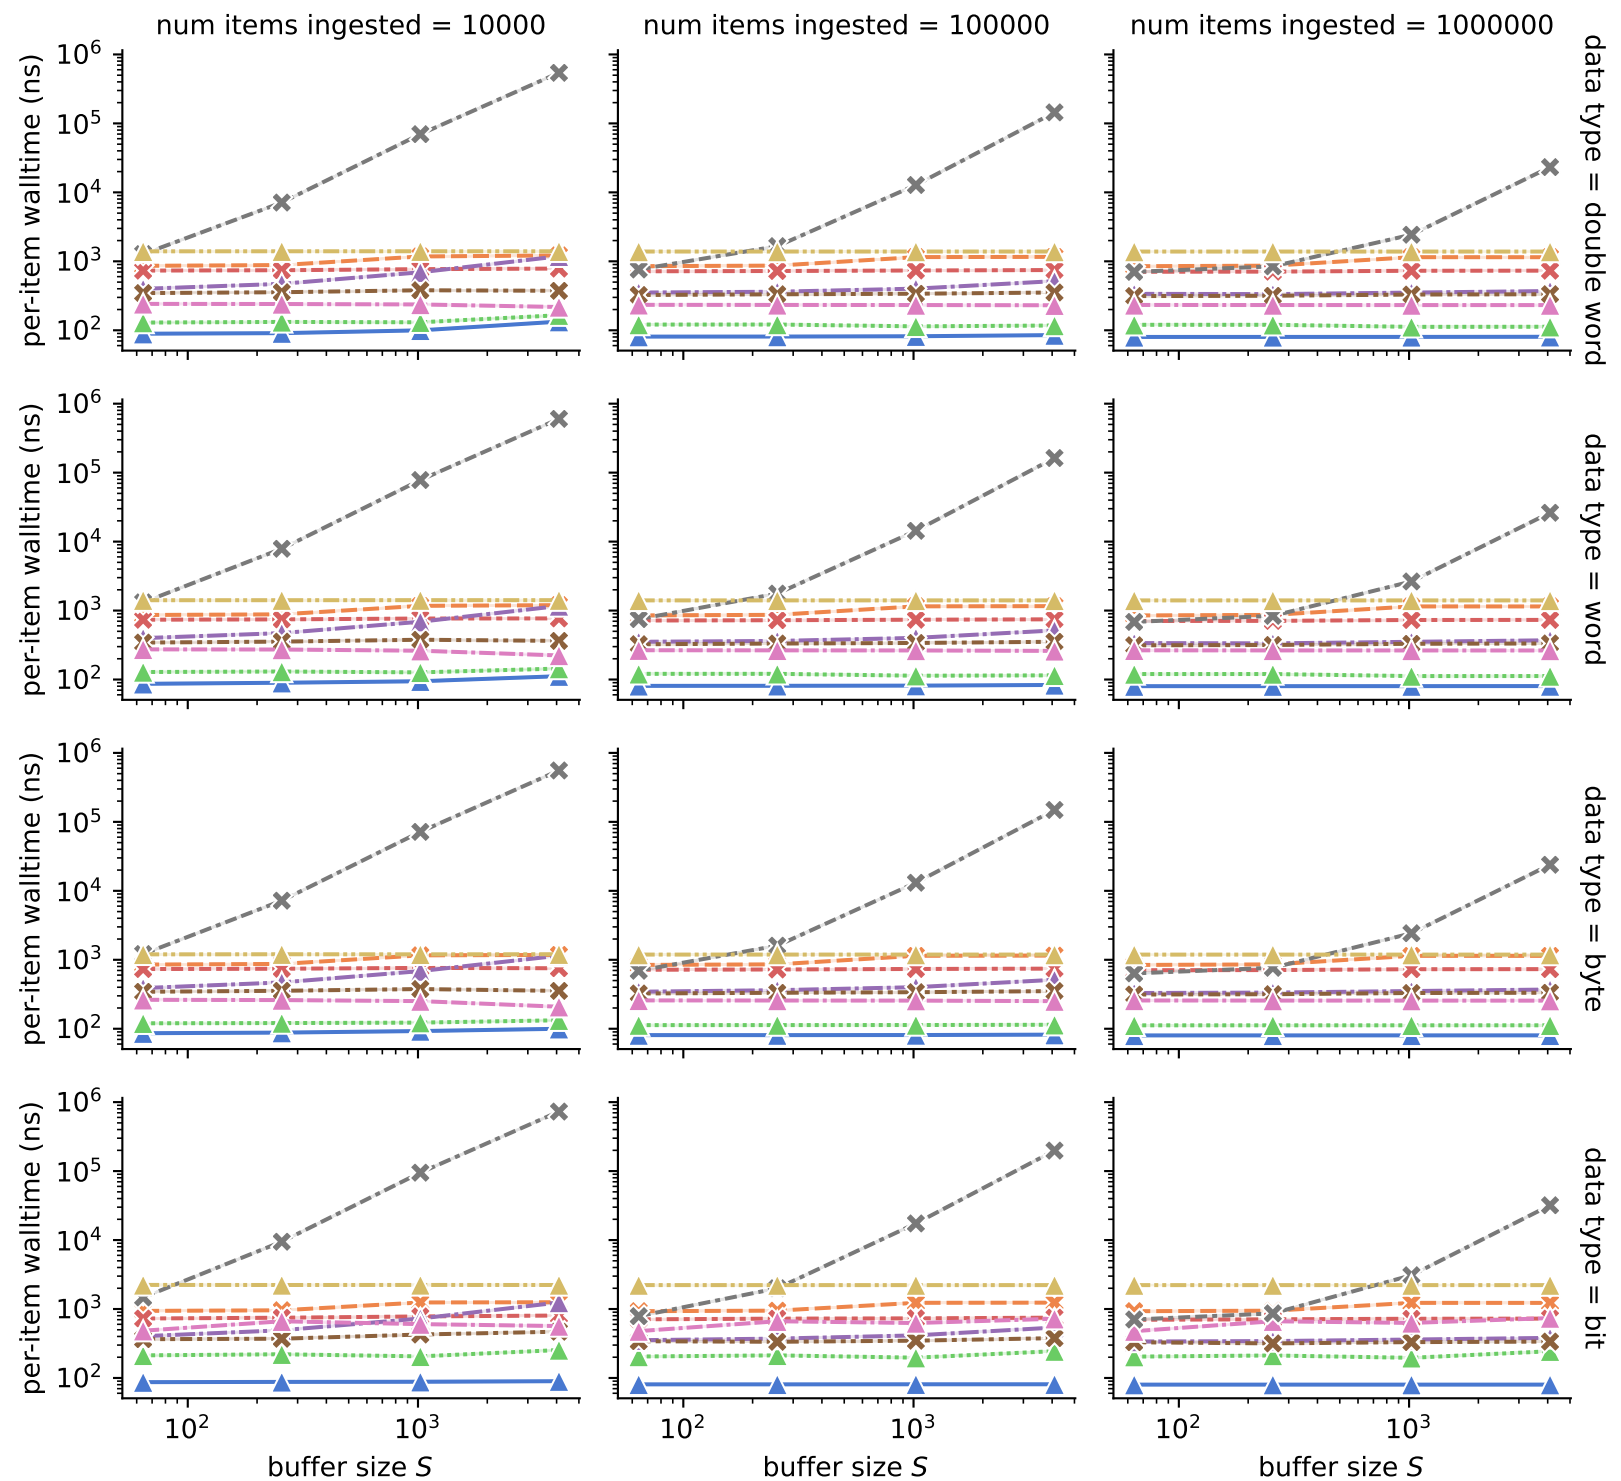 num items ingested = 10000
num items ingested = 100000
num items ingested = 1000000
per-item walltime (ns)
10^6
10^5
10^4
10^3
10^2
data type = double word
per-item walltime (ns)
10^6
10^5
10^4
10^3
10^2
data type = word
per-item walltime (ns)
10^6
10^5
10^4
10^3
10^2
data type = byte
per-item walltime (ns)
10^6
10^5
10^4
10^3
10^2
data type = bit
10^2
10^3
10^2
10^3
10^2
10^3
buffer size S
buffer size S
buffer size S